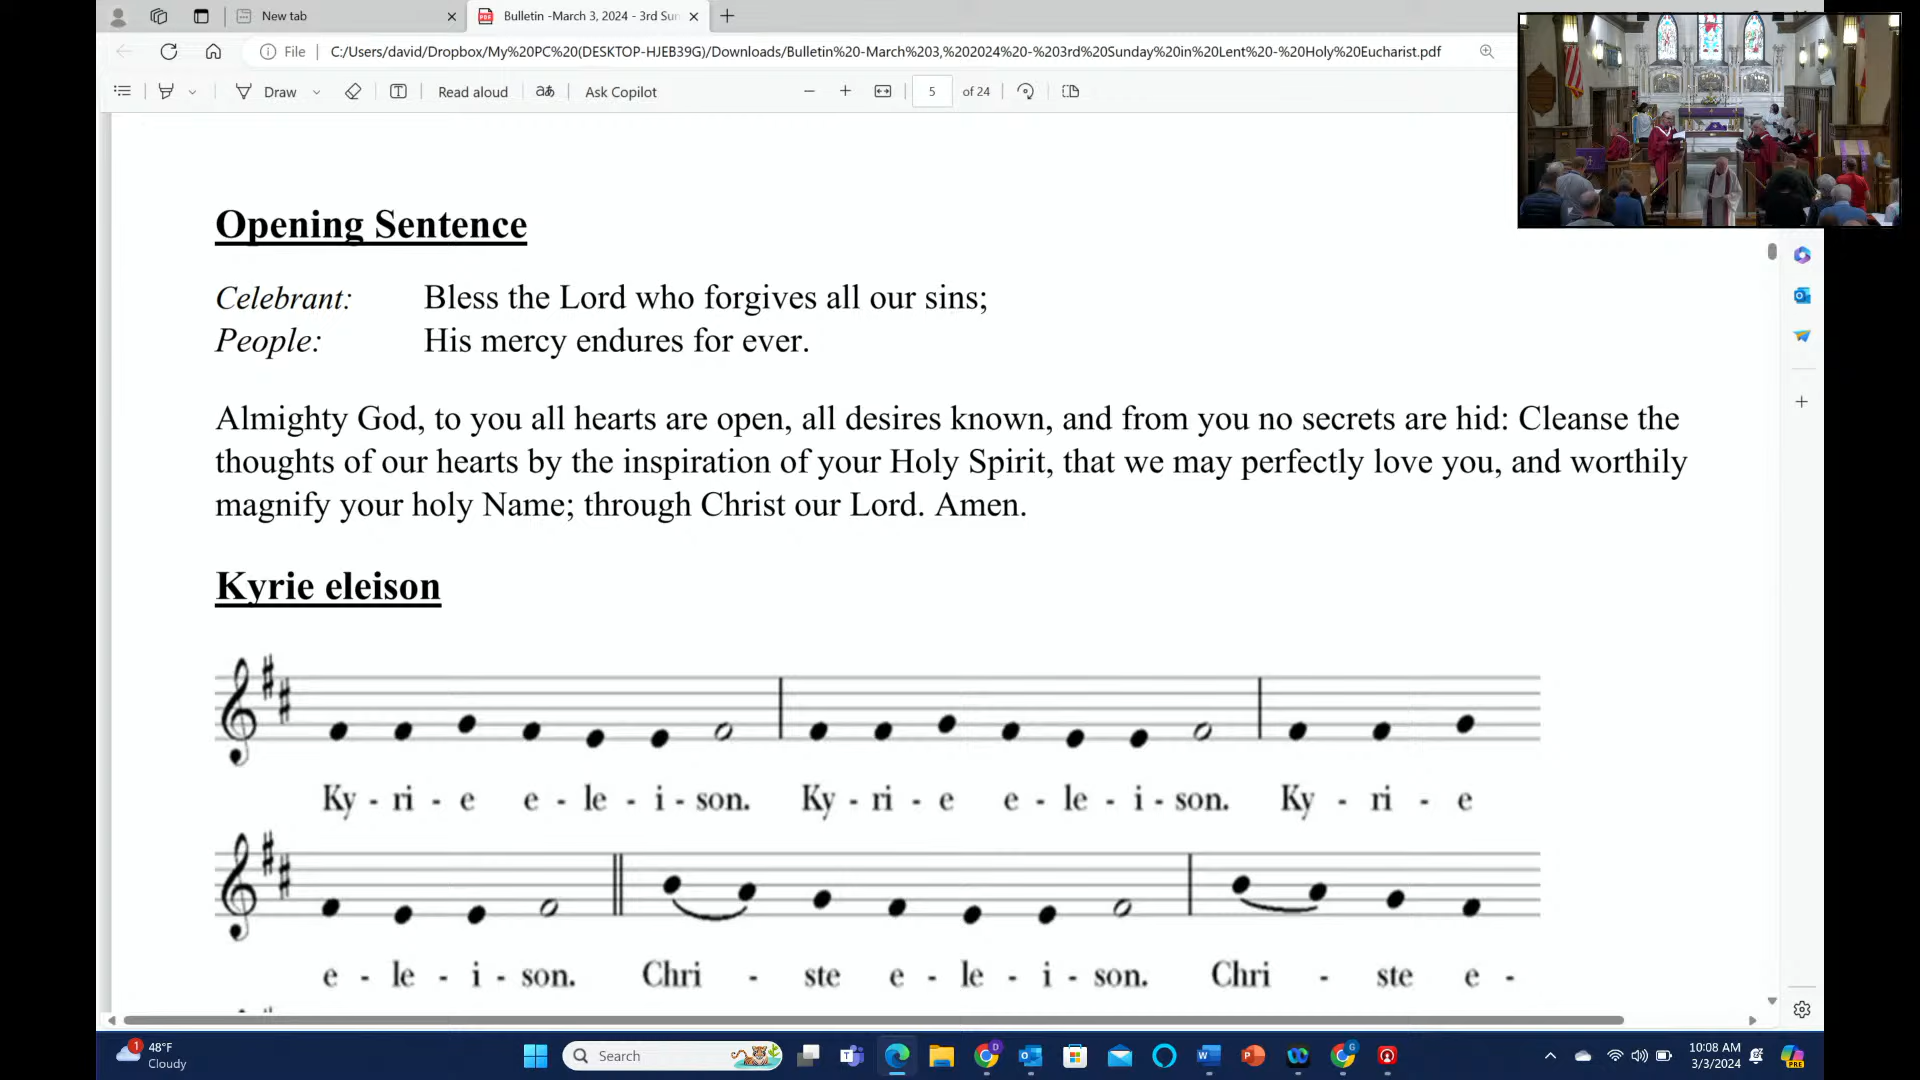 New tab
Bulletin -March 3, 2024 - 3rd Sun
File
C:/Users/david/Dropbox/My%20PC%20(DESKTOP-HJEB39G)/Downloads/Bulletin%20-March%203,%202024%20-%203rd%20Sunday%20in%20Lent%20-%20Holy%20Eucharist.pdf
Draw
Read aloud
Ask Copilot
5 of 24
Opening Sentence
Celebrant: Bless the Lord who forgives all our sins;
People: His mercy endures for ever.
Almighty God, to you all hearts are open, all desires known, and from you no secrets are hid: Cleanse the
thoughts of our hearts by the inspiration of your Holy Spirit, that we may perfectly love you, and worthily
magnify your holy Name; through Christ our Lord. Amen.
Kyrie eleison
Ky - ri - e e - le - i - son. Ky - ri - e e - le - i - son. Ky - ri - e
e - le - i - son. Chri - ste e - le - i - son. Chri - ste e -
1
48°F
Cloudy
Search
10:08 AM
3/3/2024